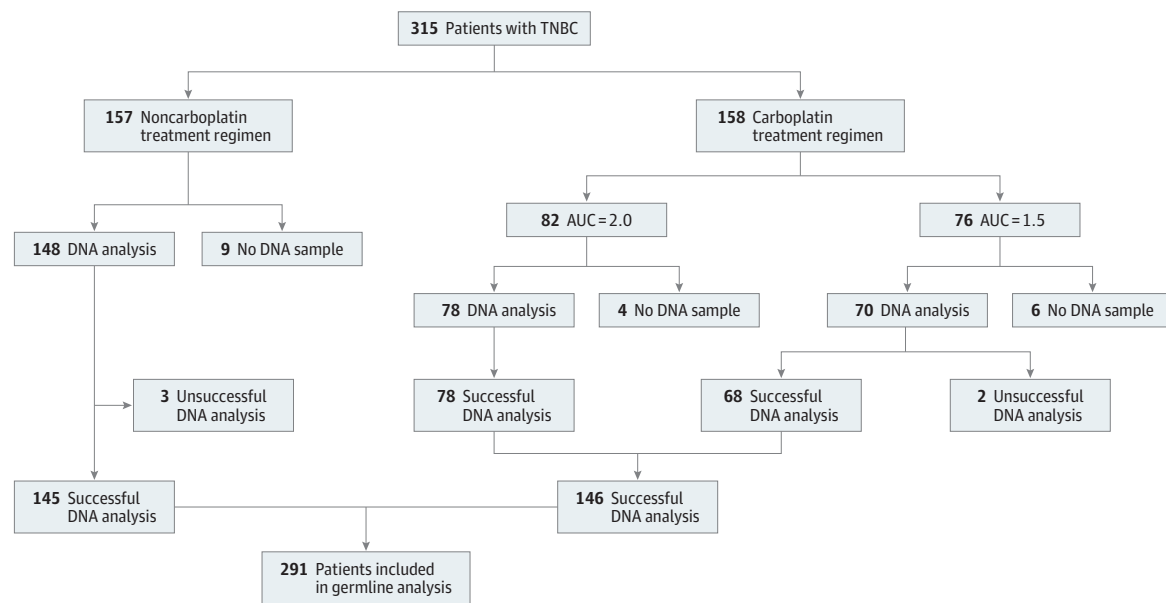 315 Patients with TNBC
157 Noncarboplatin
treatment regimen
158 Carboplatin
treatment regimen
82 AUC = 2.0
76 AUC = 1.5
148 DNA analysis
9 No DNA sample
78 DNA analysis
4 No DNA sample
70 DNA analysis
6 No DNA sample
3 Unsuccessful
DNA analysis
78 Successful
DNA analysis
68 Successful
DNA analysis
2 Unsuccessful
DNA analysis
145 Successful
DNA analysis
146 Successful
DNA analysis
291 Patients included
in germline analysis